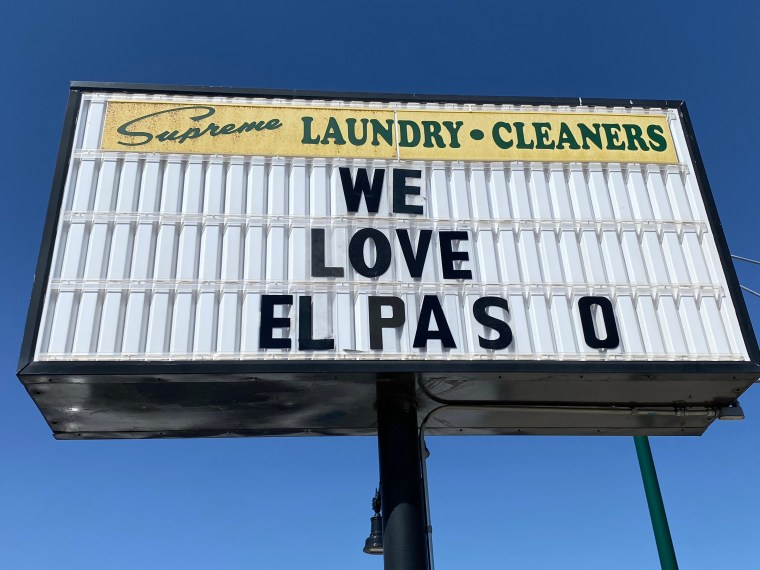 Supreme LAUNDRY • CLEANERS
WE
LOVE
EL PAS O